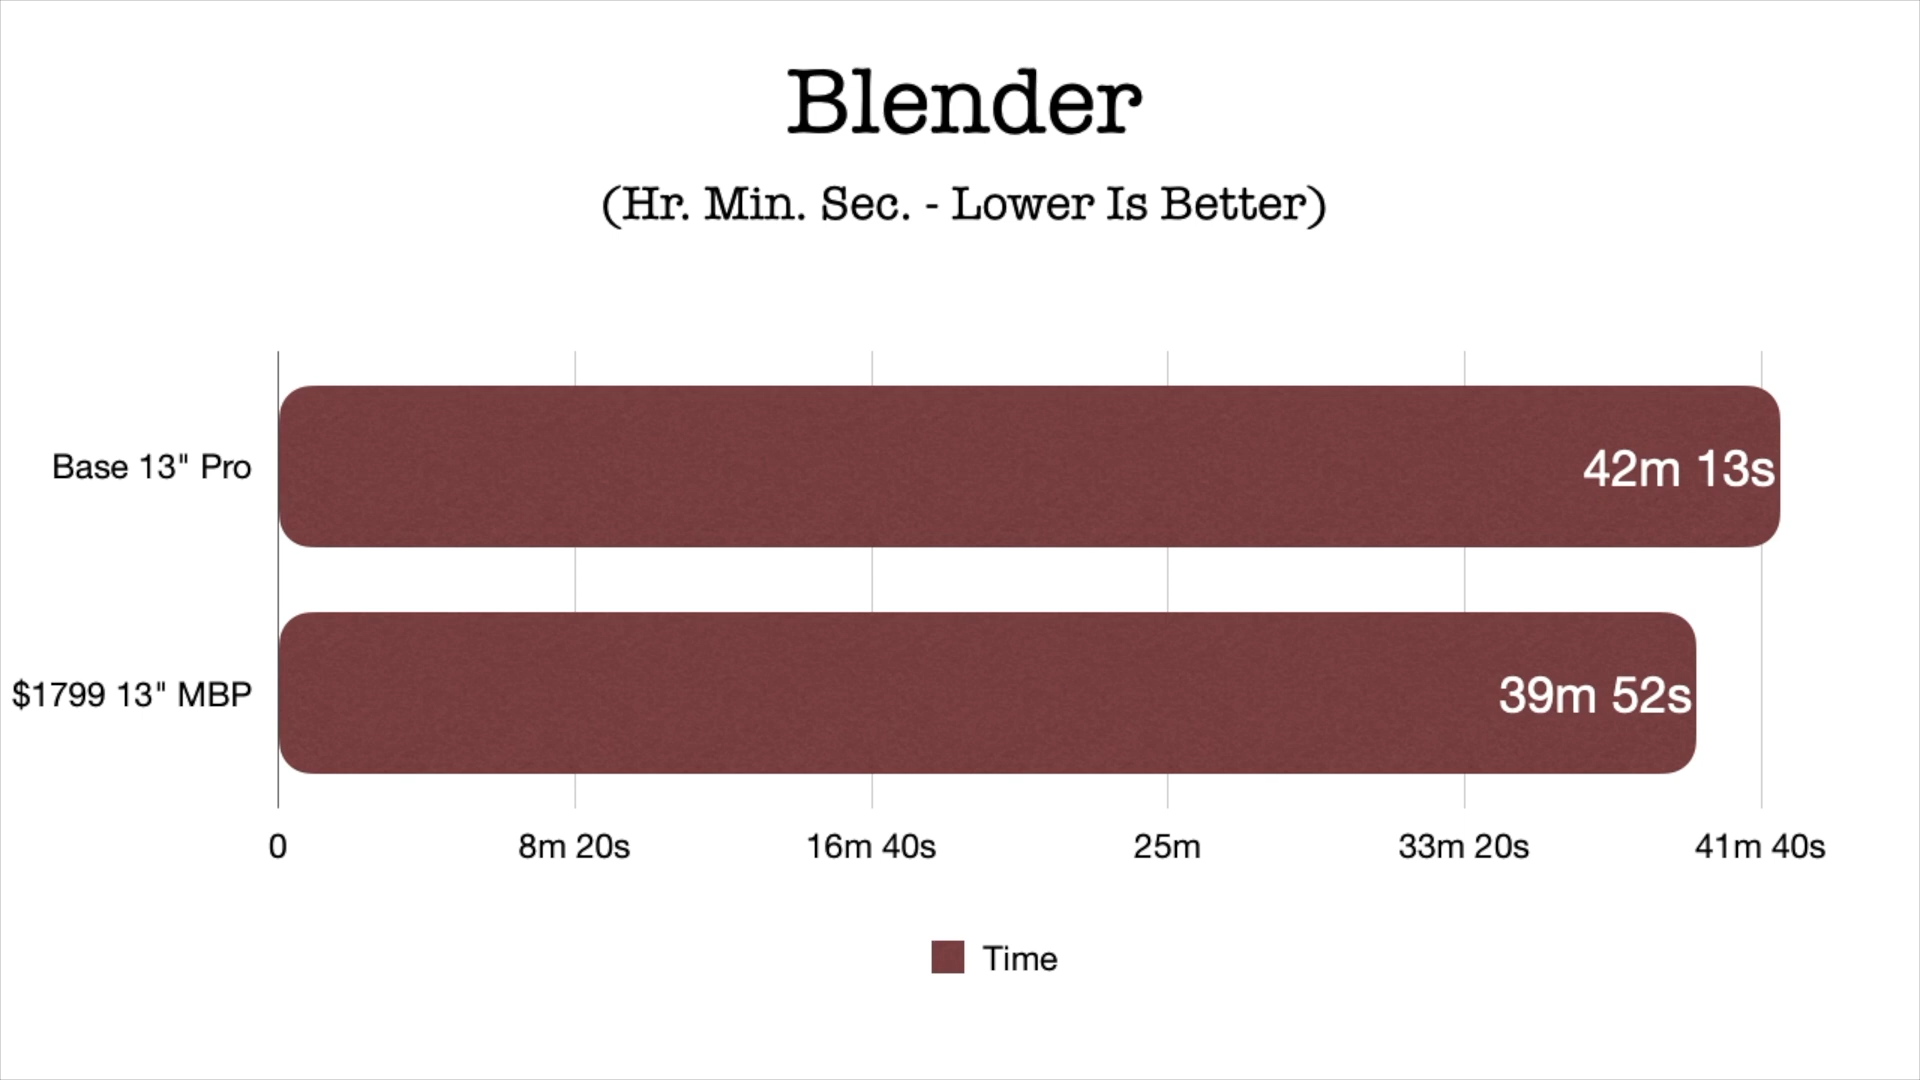 Blender
(Hr. Min. Sec. - Lower Is Better)
Base 13" Pro
42m 13s
$1799 13" MBP
39m 52s
0
8m 20s
16m 40s
25m
33m 20s
41m 40s
Time